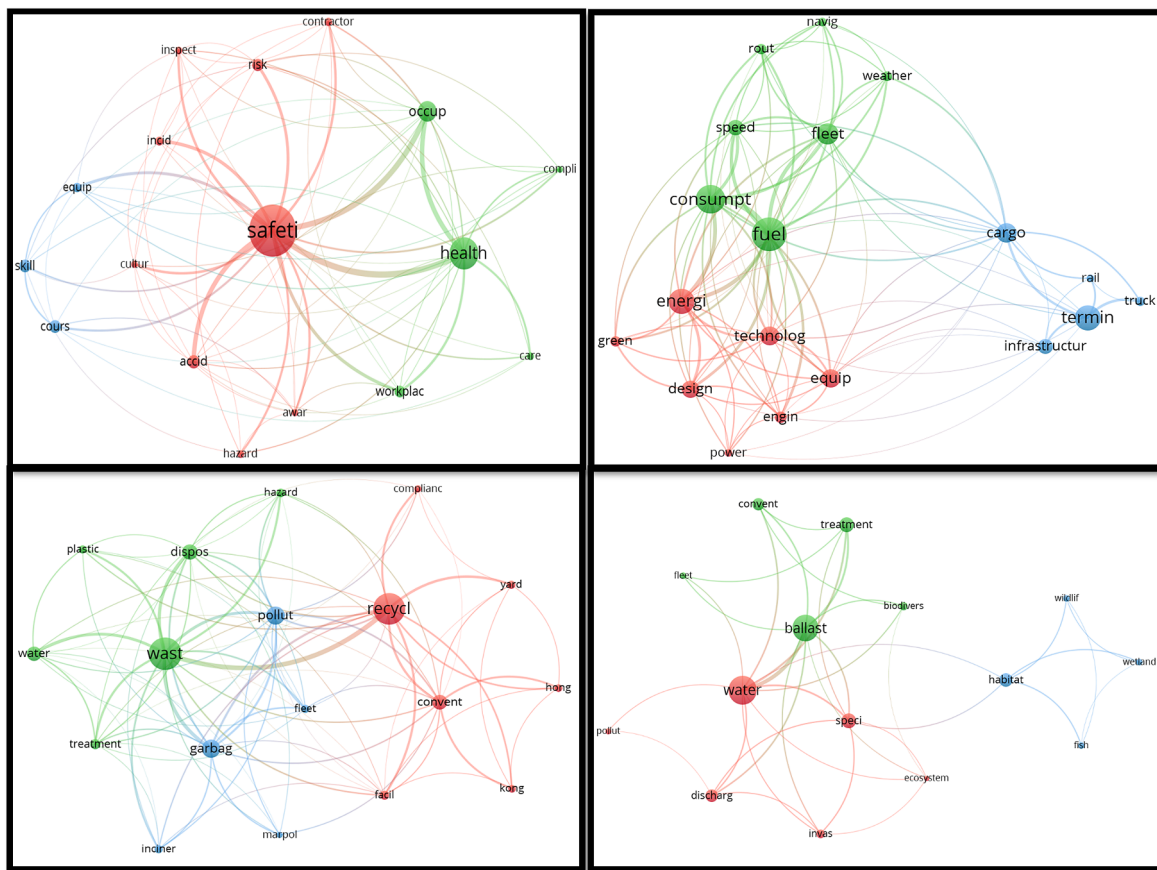 contractor
inspect
risk
occup
incid
compli
equip
safeti
health
skill
cultur
cours
accid
care
workplac
awar
hazard
navig
rout
weather
speed
fleet
consumpt
fuel
cargo
rail
energi
truck
termin
technolog
green
infrastructur
equip
design
engin
power
hazard
complianc
plastic
dispos
yard
recycl
pollut
water
wast
hong
convent
fleet
treatment
garbag
facil
kong
marpol
inciner
convent
treatment
fleet
wildlif
biodivers
ballast
wetland
habitat
water
speci
pollut
fish
ecosystem
discharg
invas